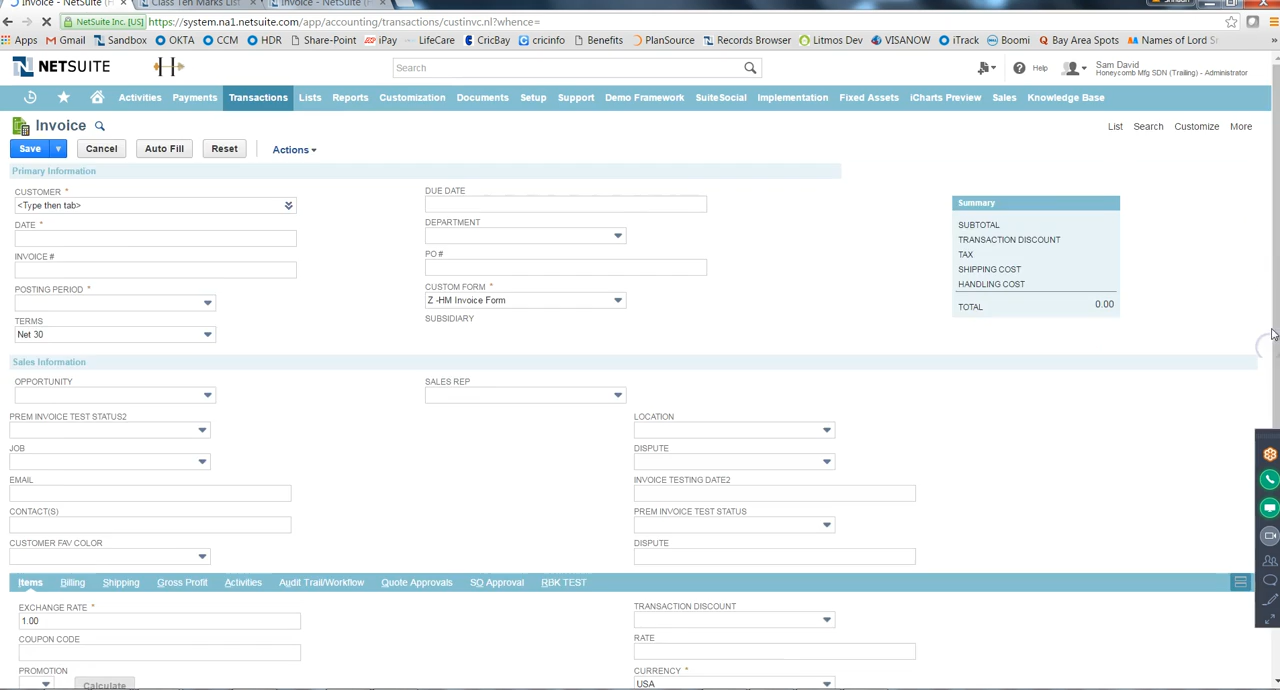 Invoice - NetSuite (F
Class Ten Marks List
Invoice - NetSuite (F
NetSuite Inc. [US]
https://system.na1.netsuite.com/app/accounting/transactions/custinvc.nl?whence=
Apps Gmail Sandbox OKTA CCM HDR Share-Point iPay LifeCare CricBay cricinfo Benefits PlanSource Records Browser Litmos Dev VISANOW iTrack Boomi Bay Area Spots Names of Lord S »
NETSUITE
Search
Help
Sam David
Honeycomb Mfg SDN (Trailing) - Administrator
Activities Payments Transactions Lists Reports Customization Documents Setup Support Demo Framework SuiteSocial Implementation Fixed Assets iCharts Preview Sales Knowledge Base
Invoice
List Search Customize More
Save Cancel Auto Fill Reset Actions
Primary Information
CUSTOMER *
<Type then tab>
DATE *
INVOICE #
POSTING PERIOD *
TERMS
Net 30
DUE DATE
DEPARTMENT
PO #
CUSTOM FORM *
Z -HM Invoice Form
SUBSIDIARY
Summary
SUBTOTAL
TRANSACTION DISCOUNT
TAX
SHIPPING COST
HANDLING COST
TOTAL 0.00
Sales Information
OPPORTUNITY
SALES REP
PREM INVOICE TEST STATUS2
JOB
EMAIL
CONTACT(S)
CUSTOMER FAV COLOR
LOCATION
DISPUTE
INVOICE TESTING DATE2
PREM INVOICE TEST STATUS
DISPUTE
Items Billing Shipping Gross Profit Activities Audit Trail/Workflow Quote Approvals SO Approval RBK TEST
EXCHANGE RATE *
1.00
COUPON CODE
PROMOTION
Calculate
TRANSACTION DISCOUNT
RATE
CURRENCY *
USA